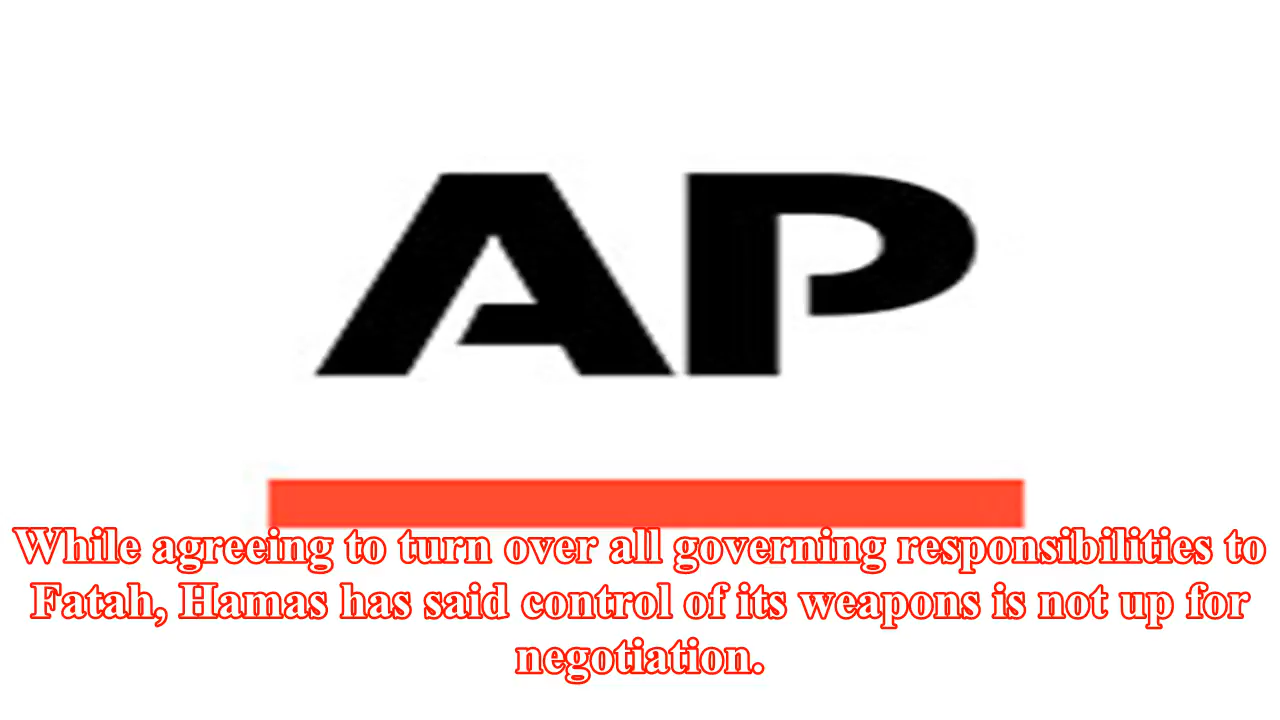 AP
While agreeing to turn over all governing responsibilities to
Fatah, Hamas has said control of its weapons is not up for
negotiation.